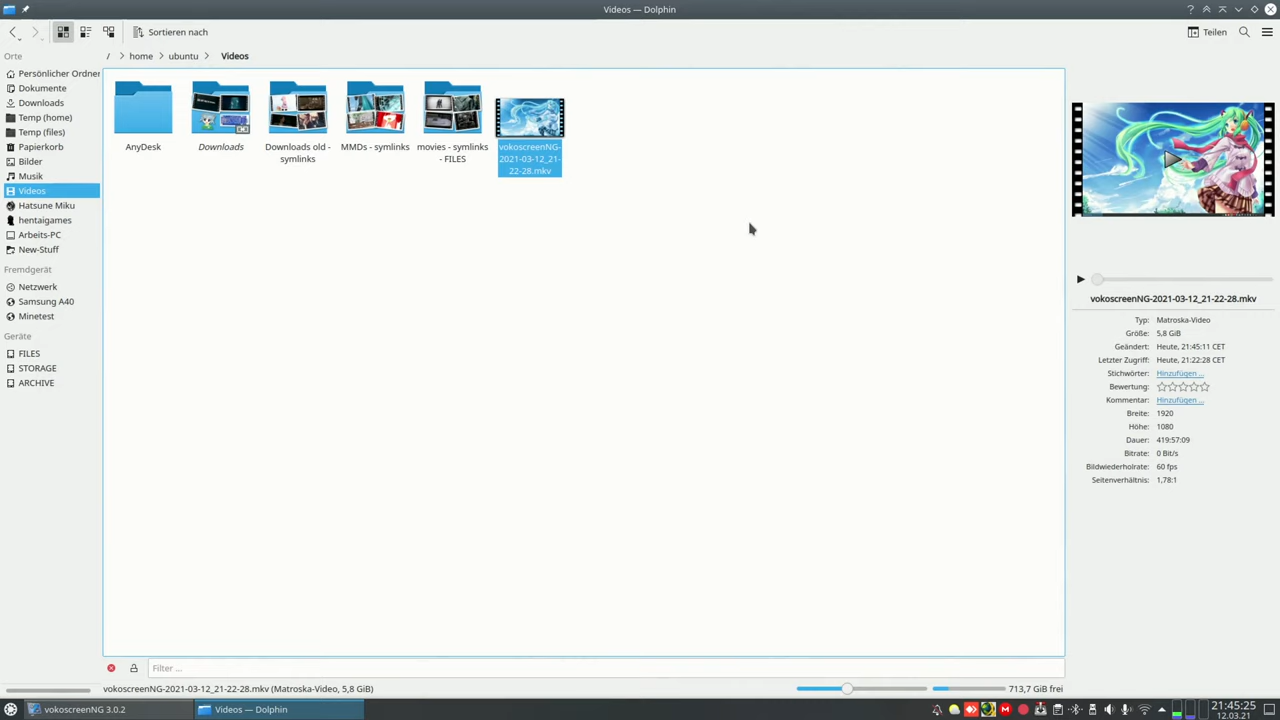 Videos — Dolphin
Sortieren nach
Teilen
Orte
/ home ubuntu Videos
Persönlicher Ordner
Dokumente
Downloads
Temp (home)
Temp (files)
Papierkorb
Bilder
Musik
Videos
Hatsune Miku
hentaigames
Arbeits-PC
New-Stuff
Fremdgerät
Netzwerk
Samsung A40
Minetest
Geräte
FILES
STORAGE
ARCHIVE
AnyDesk
Downloads
Downloads old -
symlinks
MMDs - symlinks
movies - symlinks
- FILES
vokoscreenNG-
2021-03-12_21-
22-28.mkv
vokoscreenNG-2021-03-12_21-22-28.mkv
Typ: Matroska-Video
Größe: 5,8 GiB
Geändert: Heute, 21:45:11 CET
Letzter Zugriff: Heute, 21:22:28 CET
Stichwörter: Hinzufügen ...
Bewertung:
Kommentar: Hinzufügen ...
Breite: 1920
Höhe: 1080
Dauer: 419:57:09
Bitrate: 0 Bit/s
Bildwiederholrate: 60 fps
Seitenverhältnis: 1,78:1
Filter ...
vokoscreenNG-2021-03-12_21-22-28.mkv (Matroska-Video, 5,8 GiB)
713,7 GiB frei
vokoscreenNG 3.0.2
Videos — Dolphin
21:45:25
12.03.21